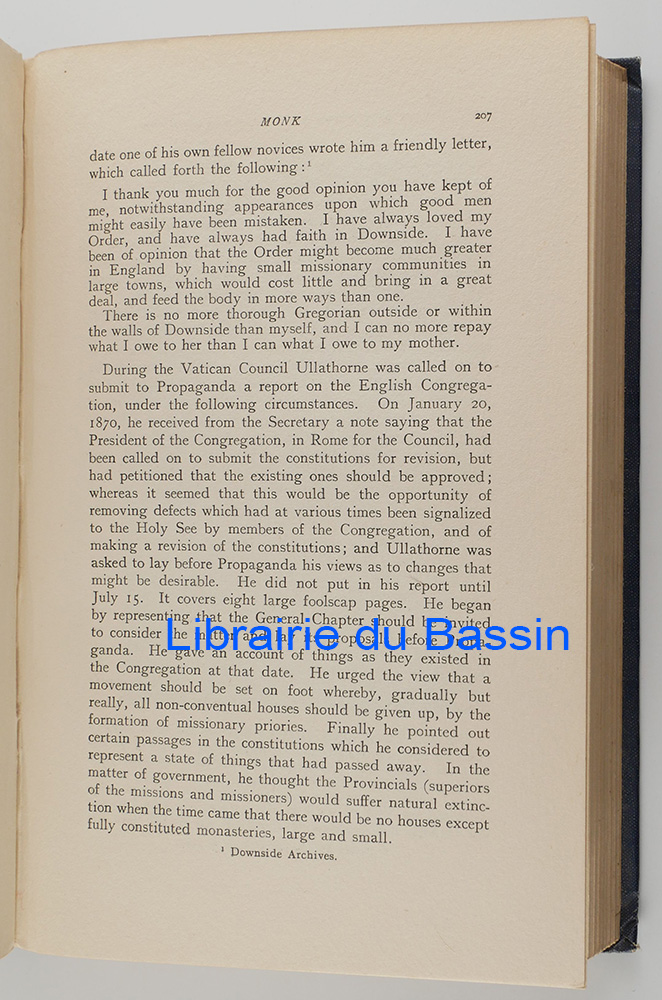 MONK 207
date one of his own fellow novices wrote him a friendly letter,
which called forth the following :¹
I thank you much for the good opinion you have kept of
me, notwithstanding appearances upon which good men
might easily have been mistaken. I have always loved my
Order, and have always had faith in Downside. I have
been of opinion that the Order might become much greater
in England by having small missionary communities in
large towns, which would cost little and bring in a great
deal, and feed the body in more ways than one.
There is no more thorough Gregorian outside or within
the walls of Downside than myself, and I can no more repay
what I owe to her than I can what I owe to my mother.
During the Vatican Council Ullathorne was called on to
submit to Propaganda a report on the English Congrega-
tion, under the following circumstances. On January 20,
1870, he received from the Secretary a note saying that the
President of the Congregation, in Rome for the Council, had
been called on to submit the constitutions for revision, but
had petitioned that the existing ones should be approved;
whereas it seemed that this would be the opportunity of
removing defects which had at various times been signalized
to the Holy See by members of the Congregation, and of
making a revision of the constitutions; and Ullathorne was
asked to lay before Propaganda his views as to changes that
might be desirable. He did not put in his report until
July 15. It covers eight large foolscap pages. He began
by representing that the General Chapter should be invited
to consider the matter and lay its proposals before Propa-
Librairie du Bassin
ganda. He gave an account of things as they existed in
the Congregation at that date. He urged the view that a
movement should be set on foot whereby, gradually but
really, all non-conventual houses should be given up, by the
formation of missionary priories. Finally he pointed out
certain passages in the constitutions which he considered to
represent a state of things that had passed away. In the
matter of government, he thought the Provincials (superiors
of the missions and missioners) would suffer natural extinc-
tion when the time came that there would be no houses except
fully constituted monasteries, large and small.
¹ Downside Archives.